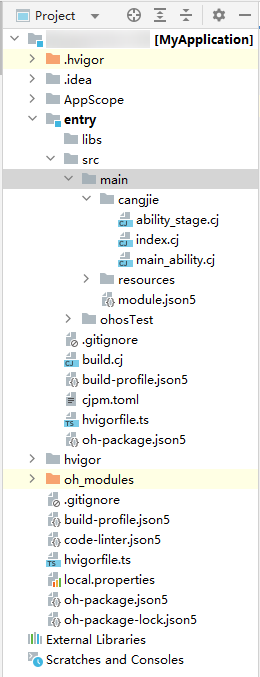 Project
[MyApplication]
.hvigor
.idea
AppScope
entry
libs
src
main
cangjie
ability_stage.cj
index.cj
main_ability.cj
resources
module.json5
ohosTest
.gitignore
build.cj
build-profile.json5
cjpm.toml
hvigorfile.ts
oh-package.json5
hvigor
oh_modules
.gitignore
build-profile.json5
code-linter.json5
hvigorfile.ts
local.properties
oh-package.json5
oh-package-lock.json5
External Libraries
Scratches and Consoles